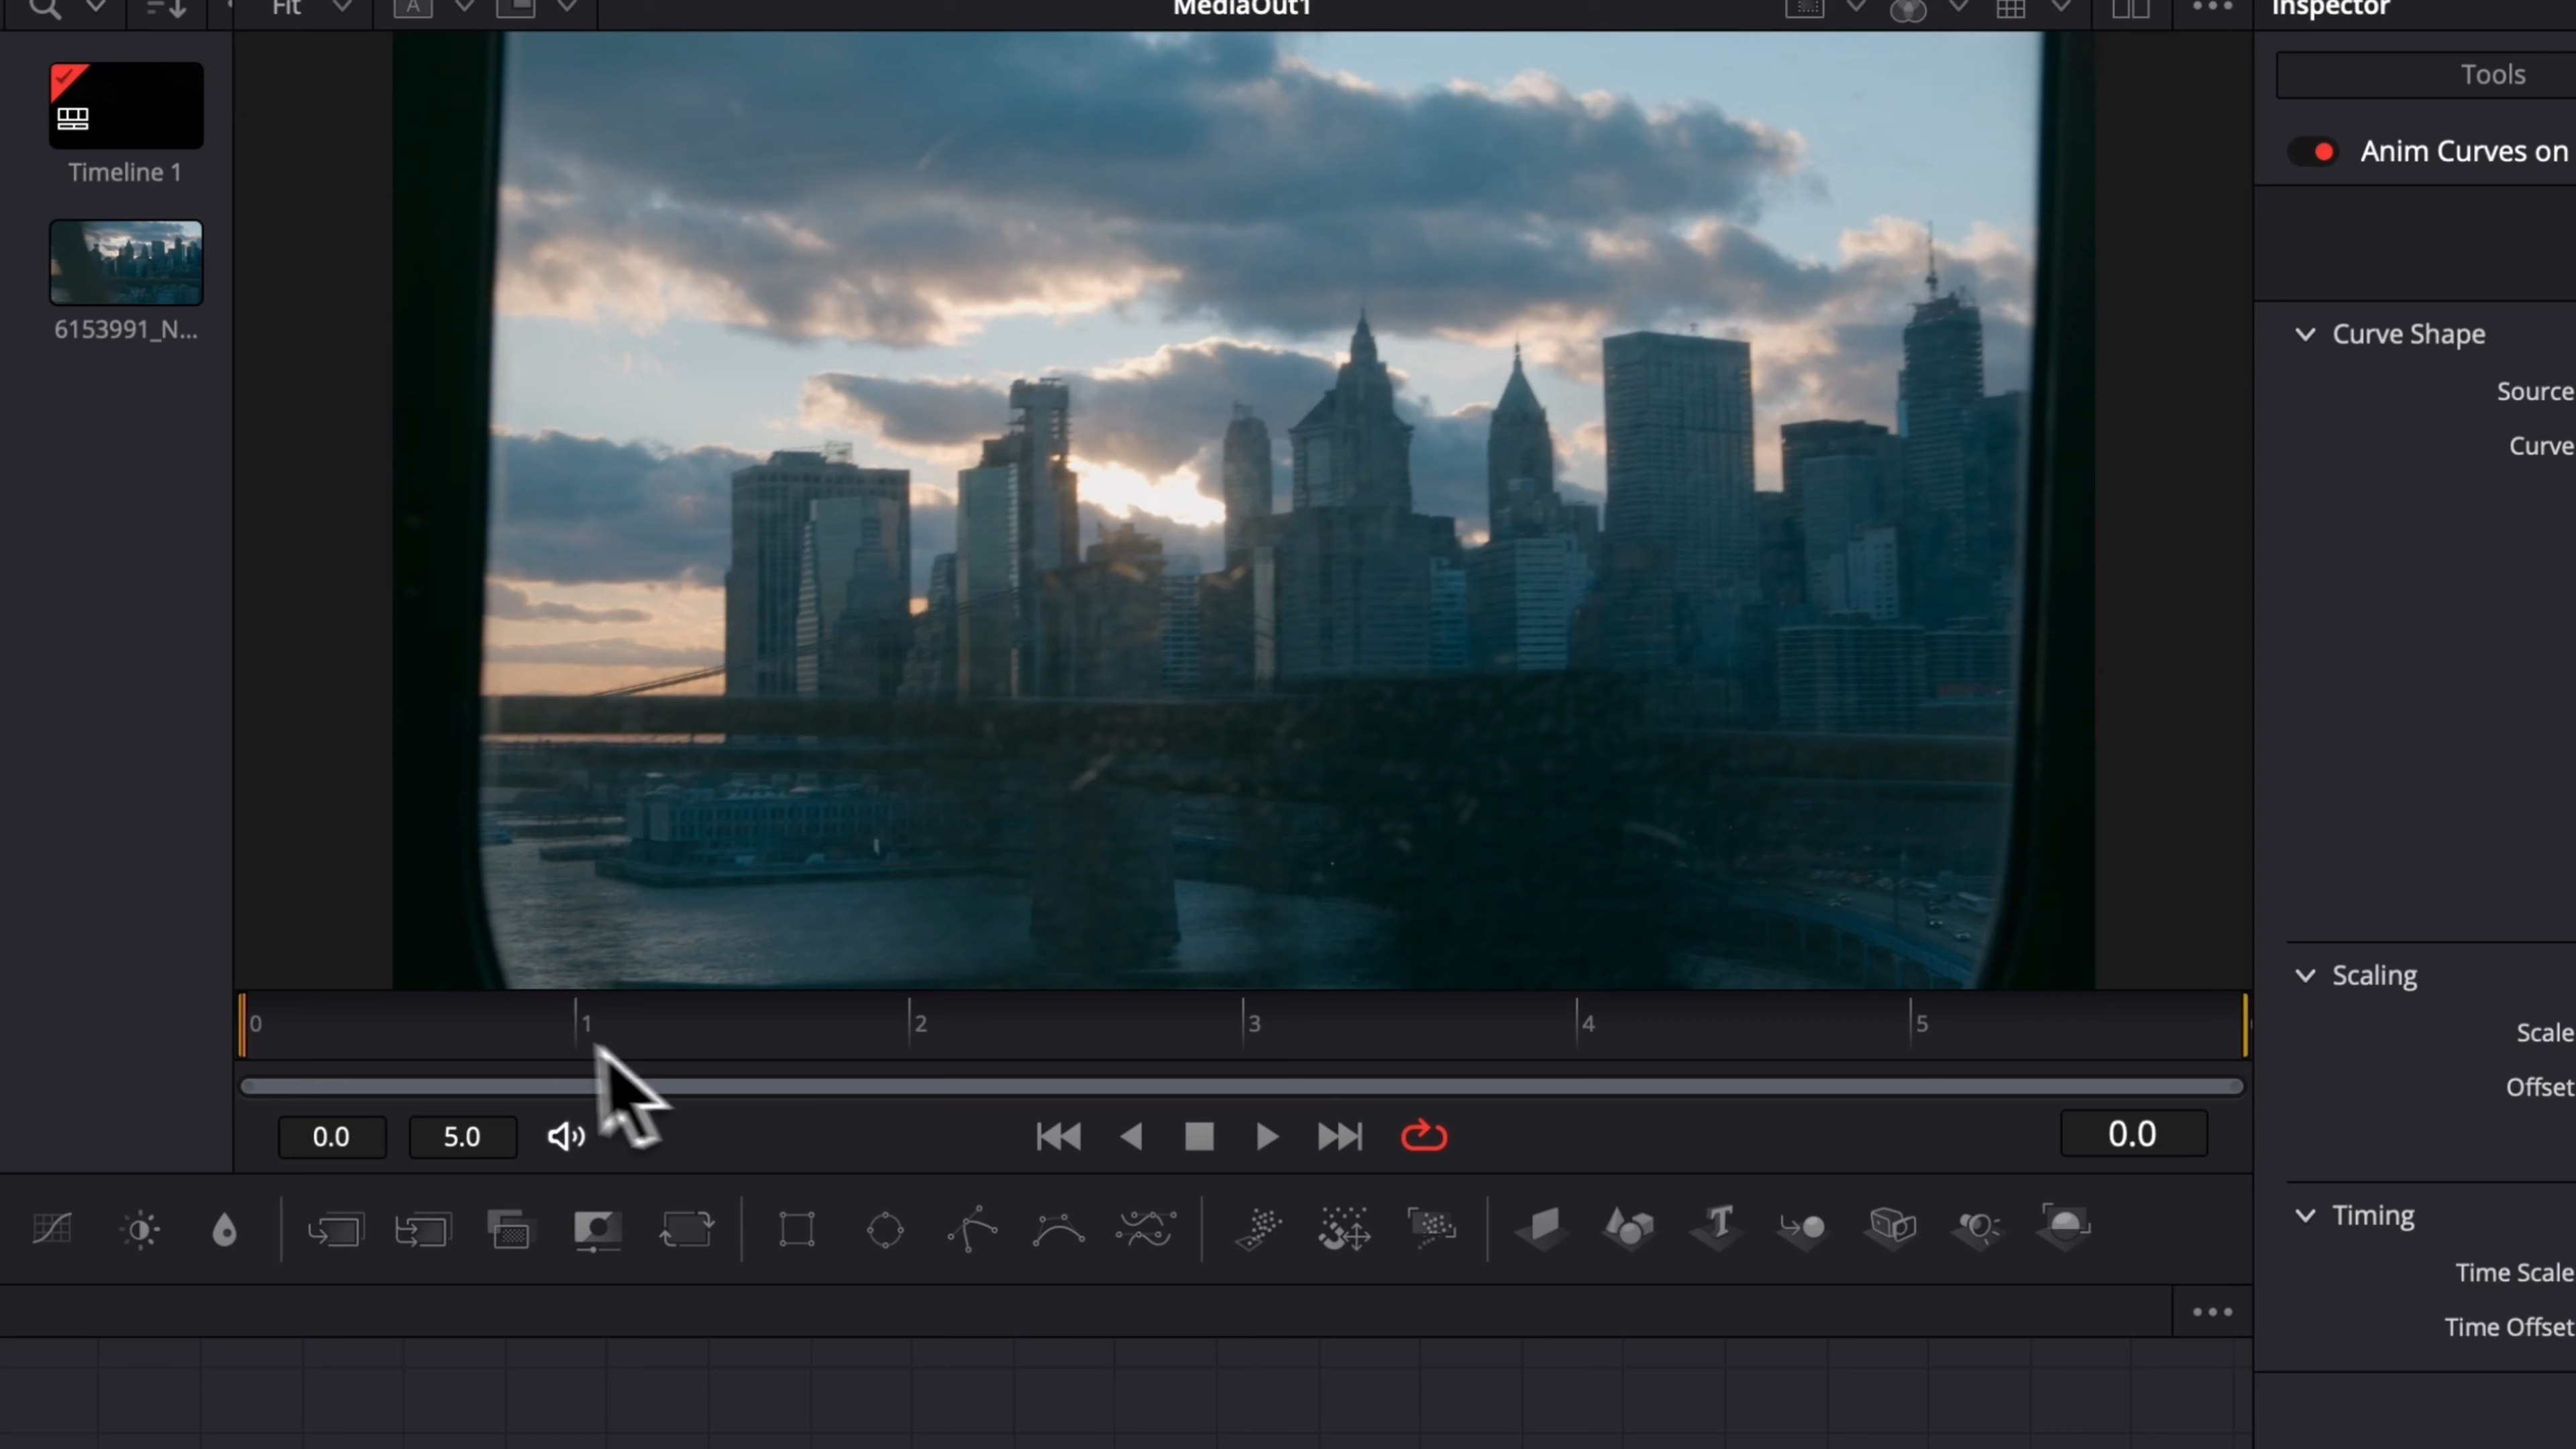 Fit
A
MediaOut1
Inspector
Timeline 1
6153991_N...
Tools
Anim Curves on
Curve Shape
Source
Curve
Scaling
Scale
Offset
Timing
Time Scale
Time Offset
0
1
2
3
4
5
0.0
5.0
0.0
T